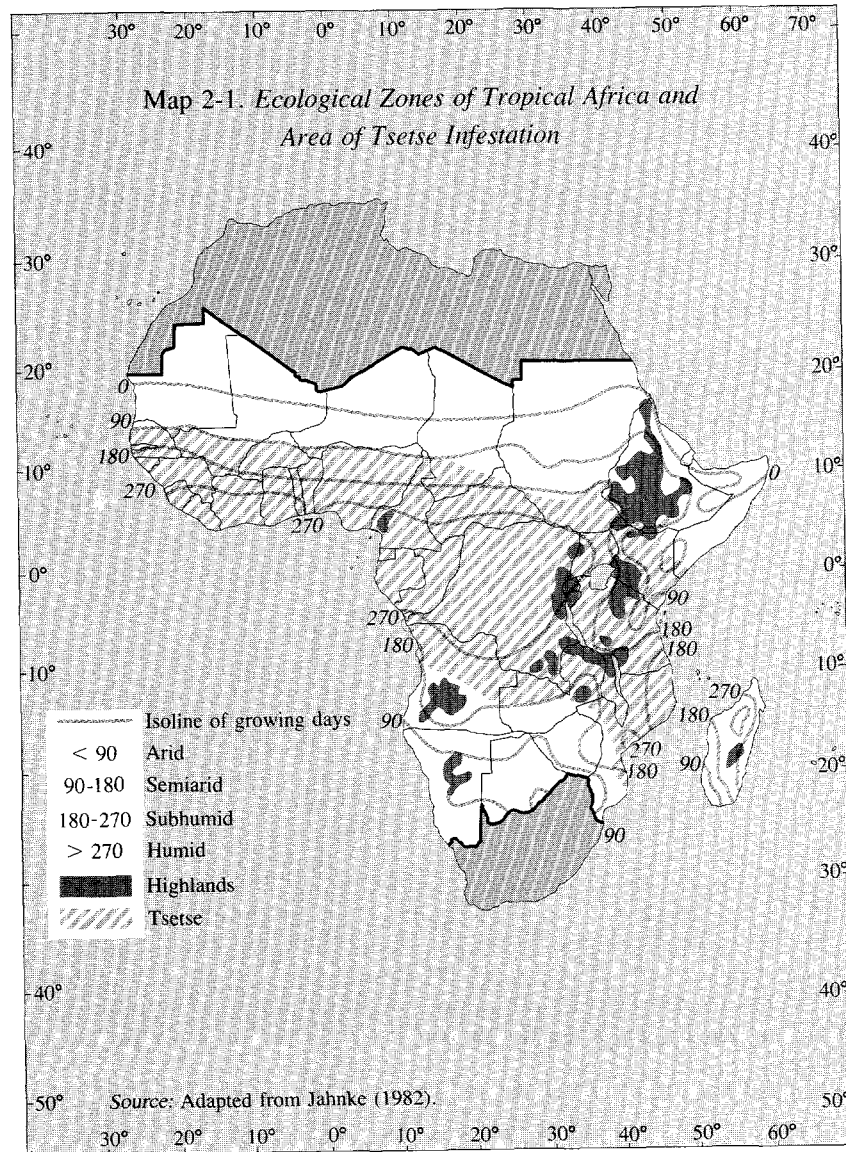 30° 20° 10° 0° 10° 20° 30° 40° 50° 60° 70°
Map 2-1. Ecological Zones of Tropical Africa and
Area of Tsetse Infestation
40° 40°
30° 30°
20° 20°
0
90
180
10° 10°
0
270
270
0° 0°
90
270
180
180
180
10° 10°
270
180
90
270
180
90
20°
90
30°
Isoline of growing days
< 90 Arid
90-180 Semiarid
180-270 Subhumid
> 270 Humid
Highlands
Tsetse
40° 40°
50° 50°
Source: Adapted from Jahnke (1982).
30° 20° 10° 0° 10° 20° 30° 40° 50° 60°